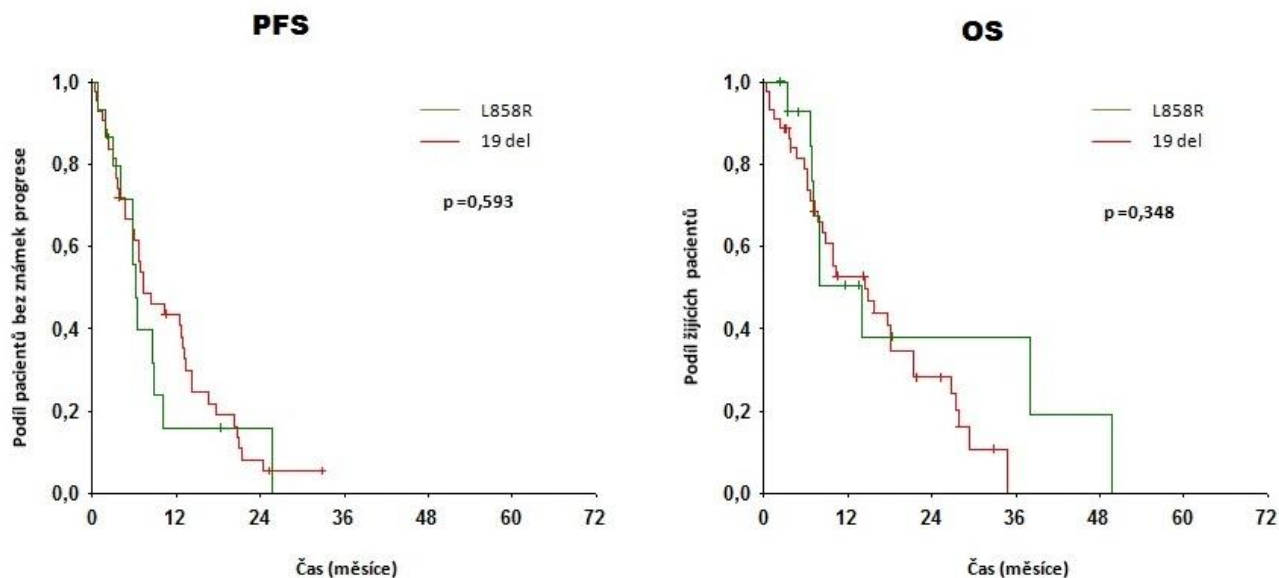 PFS
1,0
0,8
0,6
0,4
0,2
0,0
0 12 24 36 48 60 72
Podíl pacientů bez známek progrese
Čas (měsíce)
L858R
19 del
p =0,593
OS
1,0
0,8
0,6
0,4
0,2
0,0
0 12 24 36 48 60 72
Podíl žijících pacientů
Čas (měsíce)
L858R
19 del
p =0,348